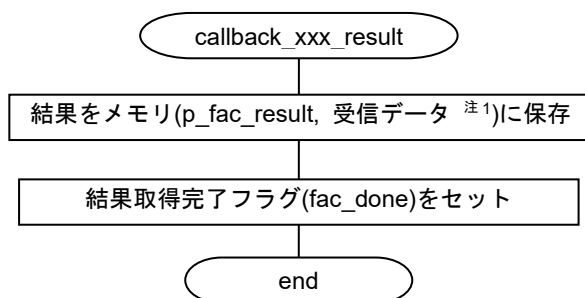 callback_xxx_result
結果をメモリ(p_fac_result, 受信データ 注1)に保存
結果取得完了フラグ(fac_done)をセット
end